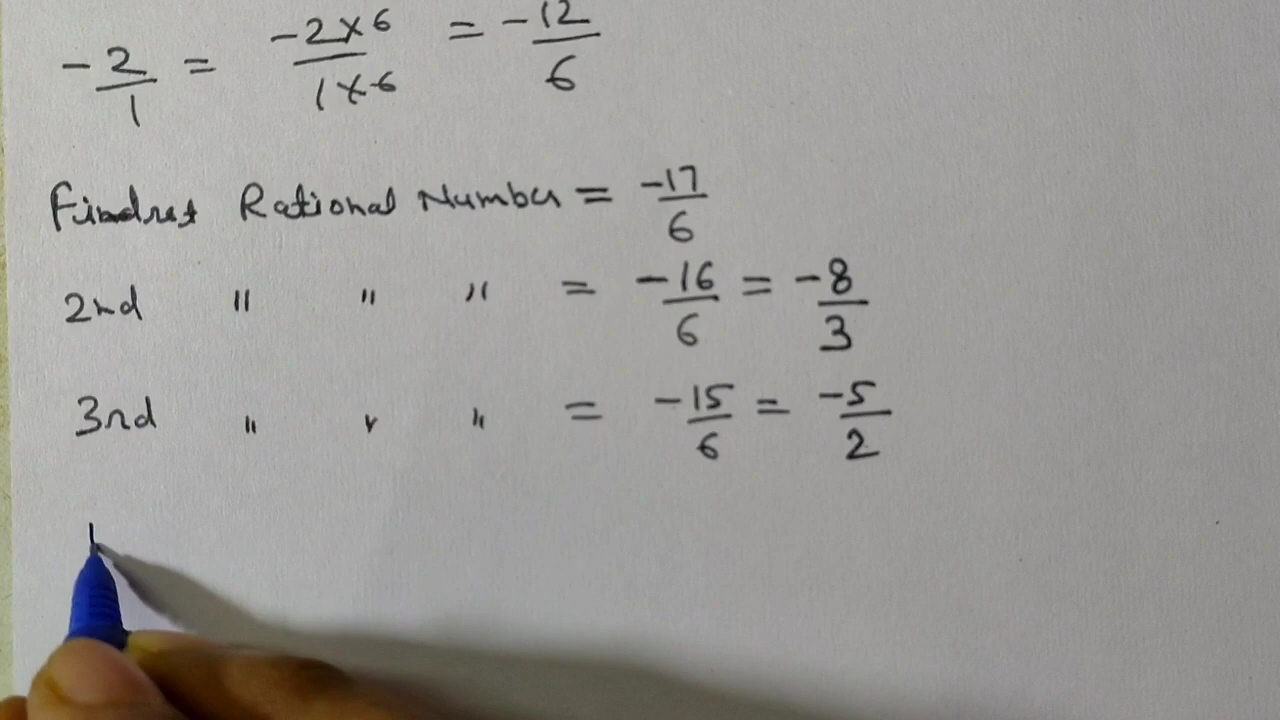 -2/1 = -2×6/1×6 = -12/6
Rational Number = -17/6
2nd " " " = -16/6 = -8/3
3rd " " " = -15/6 = -5/2